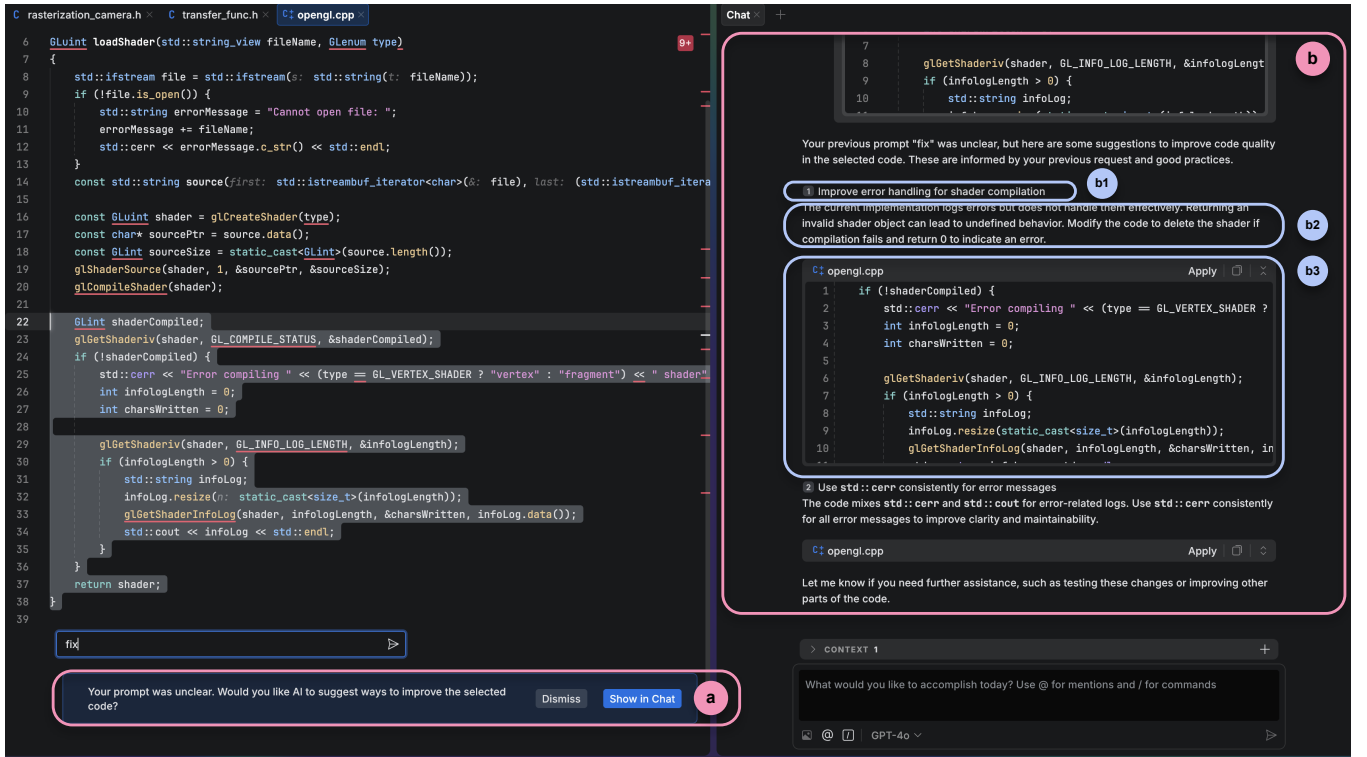 rasterization_camera.h
transfer_func.h
opengl.cpp
6 GLuint loadShader(std::string_view fileName, GLenum type)
9+
7 {
8 std::ifstream file = std::ifstream(s: std::string(t: fileName));
9 if (!file.is_open()) {
10 std::string errorMessage = "Cannot open file: ";
11 errorMessage += fileName;
12 std::cerr << errorMessage.c_str() << std::endl;
13 }
14 const std::string source(first: std::istreambuf_iterator<char>(&: file), last: (std::istreambuf_itera
15
16 const GLuint shader = glCreateShader(type);
17 const char* sourcePtr = source.data();
18 const GLint sourceSize = static_cast<GLint>(source.length());
19 glShaderSource(shader, 1, &sourcePtr, &sourceSize);
20 glCompileShader(shader);
21
22 GLint shaderCompiled;
23 glGetShaderiv(shader, GL_COMPILE_STATUS, &shaderCompiled);
24 if (!shaderCompiled) {
25 std::cerr << "Error compiling " << (type == GL_VERTEX_SHADER ? "vertex" : "fragment") << " shader"
26 int infologLength = 0;
27 int charsWritten = 0;
28
29 glGetShaderiv(shader, GL_INFO_LOG_LENGTH, &infologLength);
30 if (infologLength > 0) {
31 std::string infoLog;
32 infoLog.resize(n: static_cast<size_t>(infologLength));
33 glGetShaderInfoLog(shader, infologLength, &charsWritten, infoLog.data());
34 std::cout << infoLog << std::endl;
35 }
36 }
37 return shader;
38 }
39
fix
Your prompt was unclear. Would you like AI to suggest ways to improve the selected
code?
Dismiss
Show in Chat
a
Chat
b
7
8 glGetShaderiv(shader, GL_INFO_LOG_LENGTH, &infologLengt
9 if (infologLength > 0) {
10 std::string infoLog;
Your previous prompt "fix" was unclear, but here are some suggestions to improve code quality
in the selected code. These are informed by your previous request and good practices.
1 Improve error handling for shader compilation
b1
The current implementation logs errors but does not handle them effectively. Returning an
invalid shader object can lead to undefined behavior. Modify the code to delete the shader if
compilation fails and return 0 to indicate an error.
b2
opengl.cpp
Apply
b3
1 if (!shaderCompiled) {
2 std::cerr << "Error compiling " << (type == GL_VERTEX_SHADER ?
3 int infologLength = 0;
4 int charsWritten = 0;
5
6 glGetShaderiv(shader, GL_INFO_LOG_LENGTH, &infologLength);
7 if (infologLength > 0) {
8 std::string infoLog;
9 infoLog.resize(static_cast<size_t>(infologLength));
10 glGetShaderInfoLog(shader, infologLength, &charsWritten, in
2 Use std::cerr consistently for error messages
The code mixes std::cerr and std::cout for error-related logs. Use std::cerr consistently
for all error messages to improve clarity and maintainability.
opengl.cpp
Apply
Let me know if you need further assistance, such as testing these changes or improving other
parts of the code.
CONTEXT 1
What would you like to accomplish today? Use @ for mentions and / for commands
@ / GPT-4o